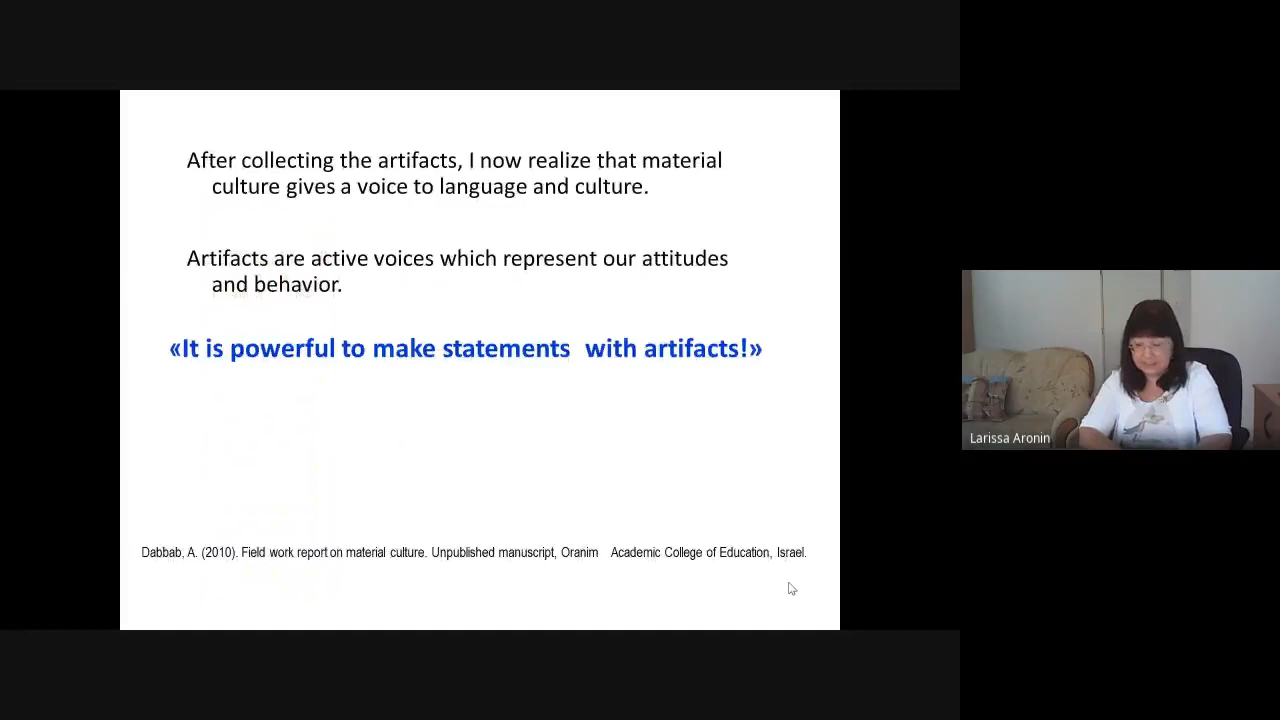 After collecting the artifacts, I now realize that material
culture gives a voice to language and culture.
Artifacts are active voices which represent our attitudes
and behavior.
«It is powerful to make statements  with artifacts!»
Dabbab, A. (2010). Field work report on material culture. Unpublished manuscript, Oranim   Academic College of Education, Israel.
Larissa Aronin